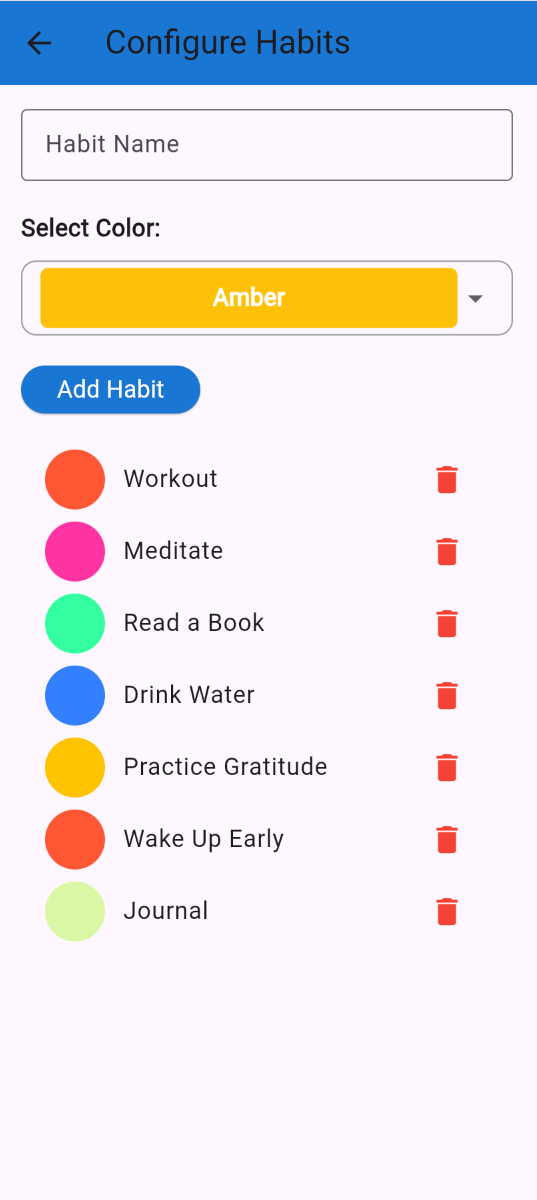 Configure Habits
Habit Name
Select Color:
Amber
Add Habit
Workout
Meditate
Read a Book
Drink Water
Practice Gratitude
Wake Up Early
Journal